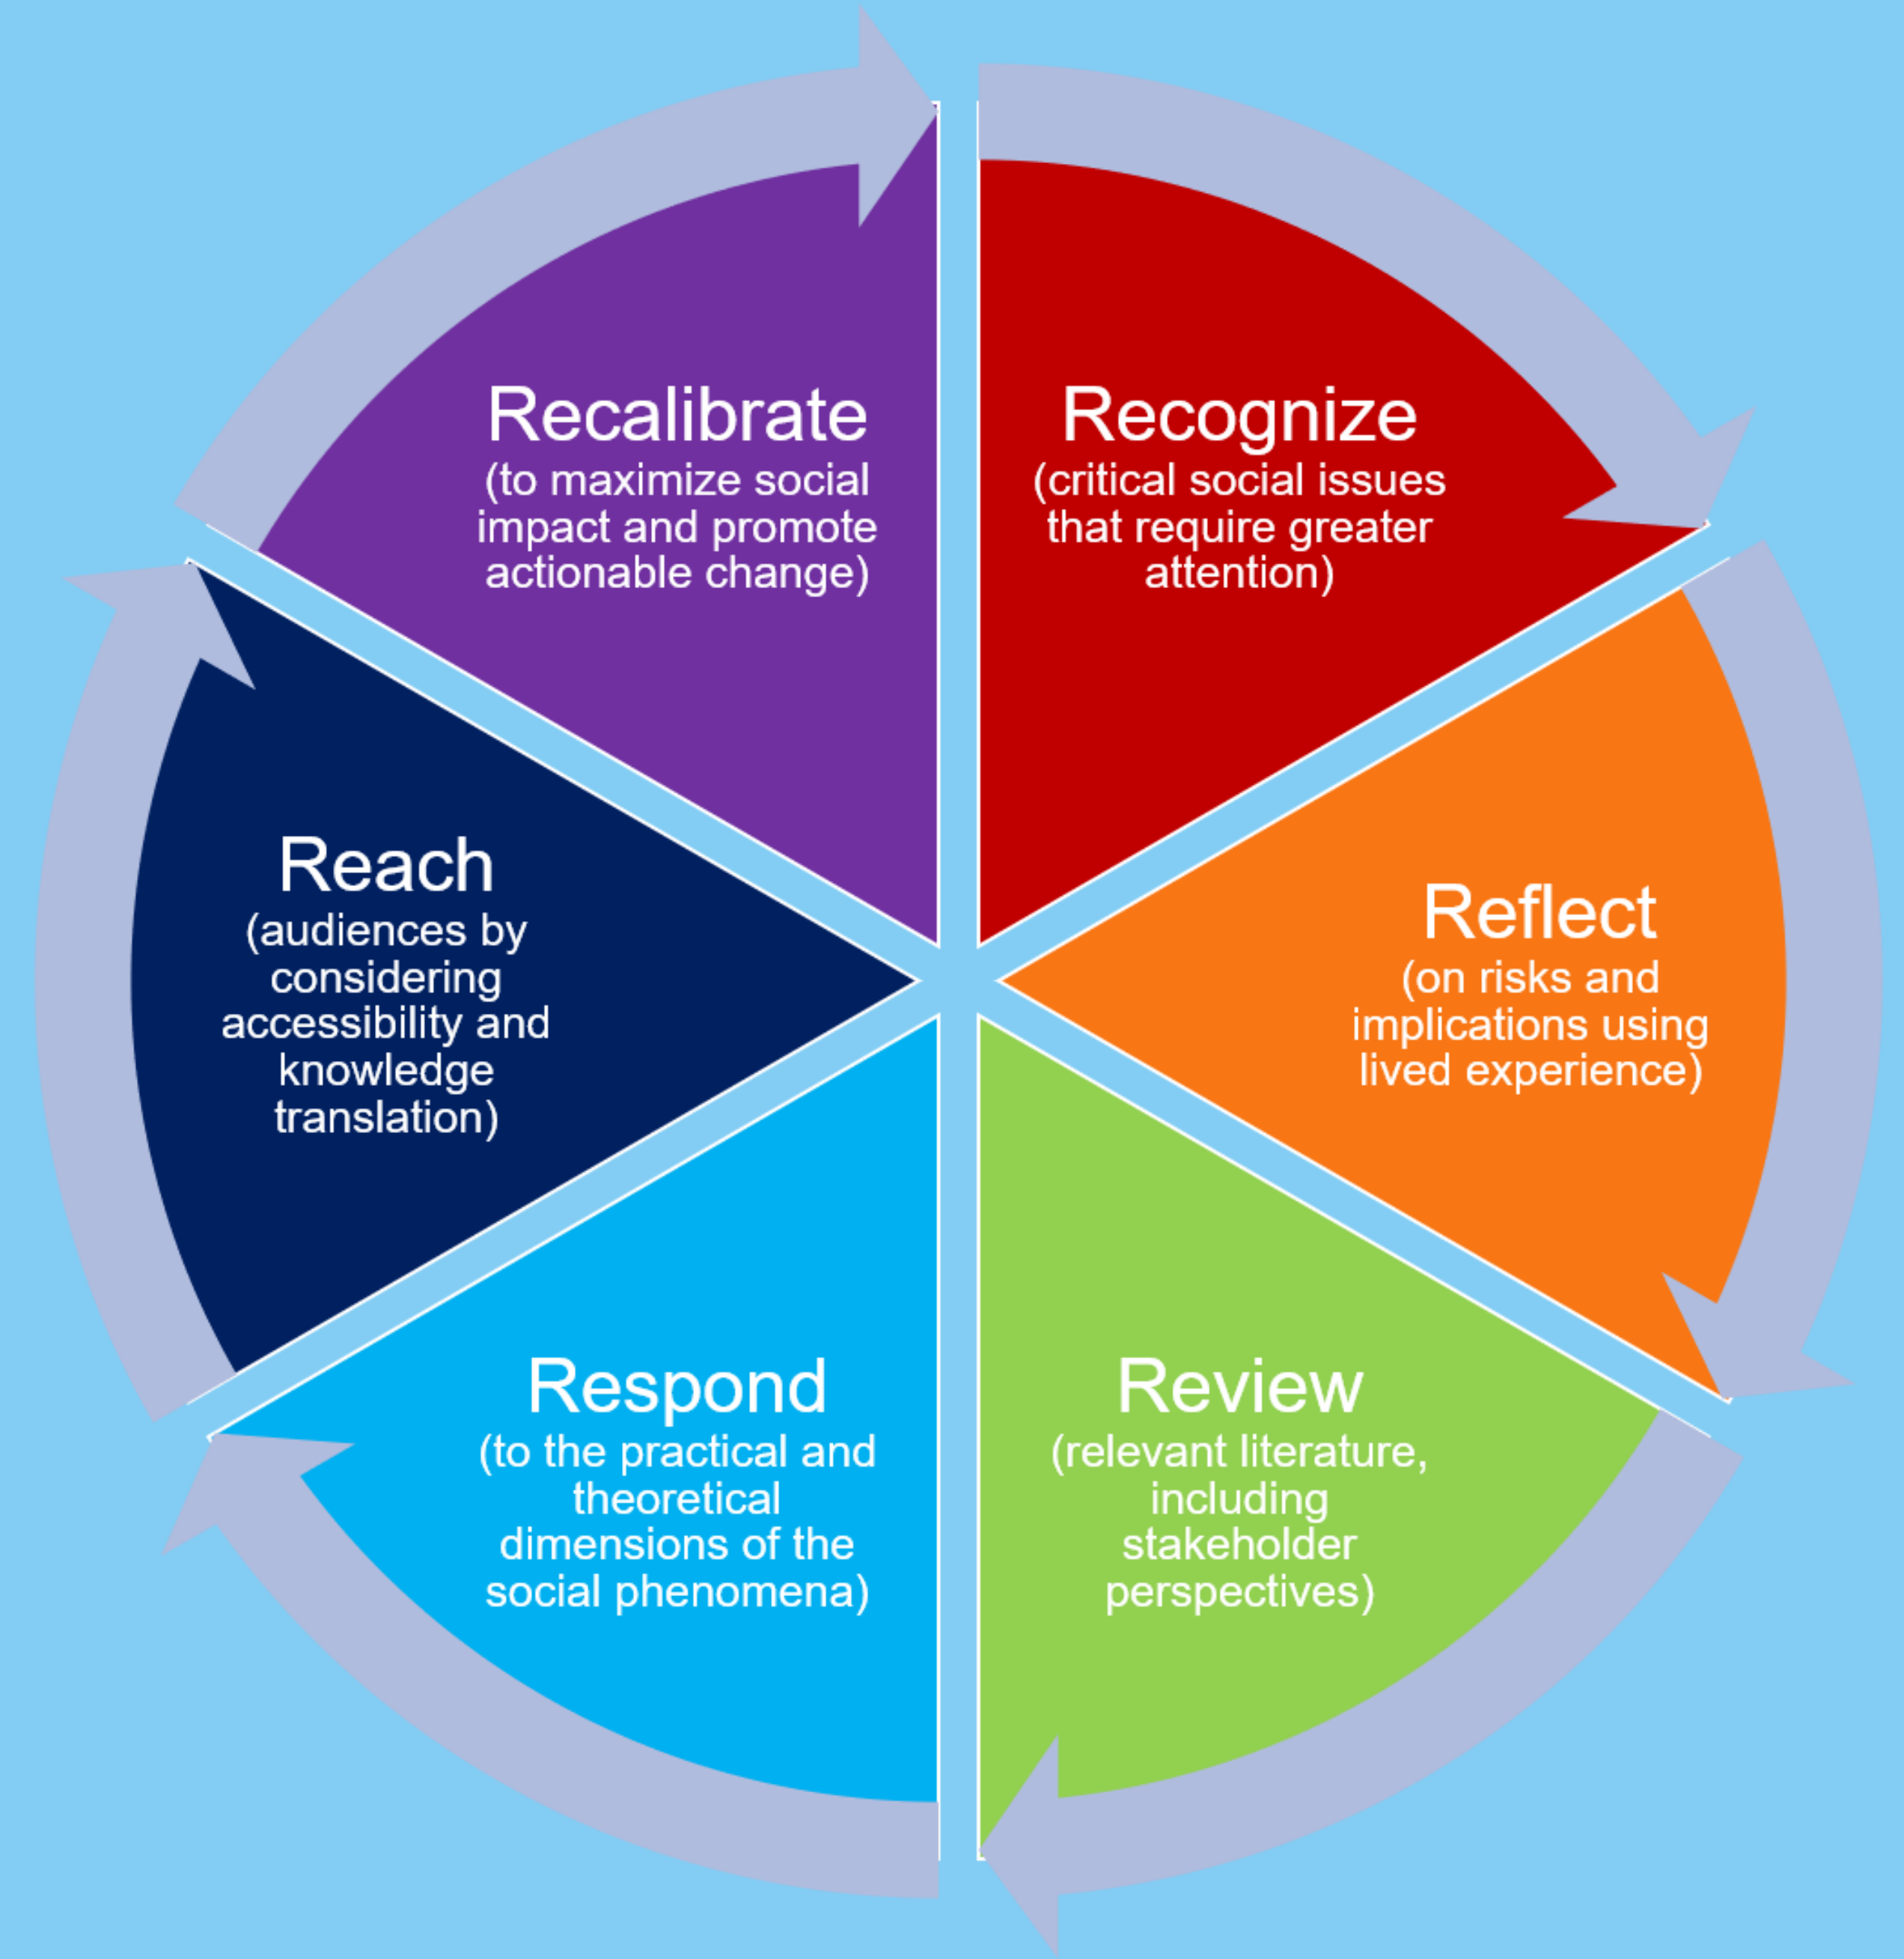 Recognize
(critical social issues
that require greater
attention)
Reflect
(on risks and
implications using
lived experience)
Review
(relevant literature,
including
stakeholder
perspectives)
Respond
(to the practical and
theoretical
dimensions of the
social phenomena)
Reach
(audiences by
considering
accessibility and
knowledge
translation)
Recalibrate
(to maximize social
impact and promote
actionable change)